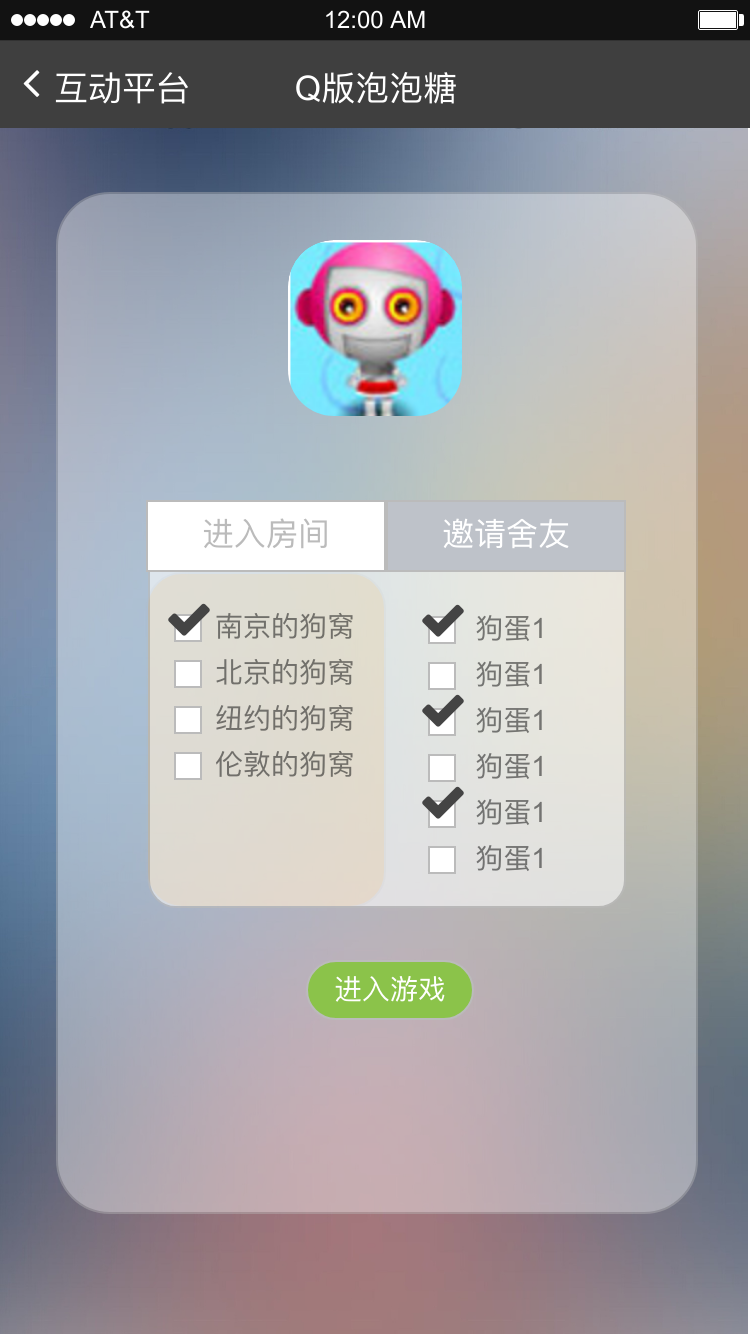 AT&T 12:00 AM
互动平台 Q版泡泡糖
进入房间 邀请舍友
南京的狗窝 狗蛋1
北京的狗窝 狗蛋1
纽约的狗窝 狗蛋1
伦敦的狗窝 狗蛋1
狗蛋1
狗蛋1
进入游戏